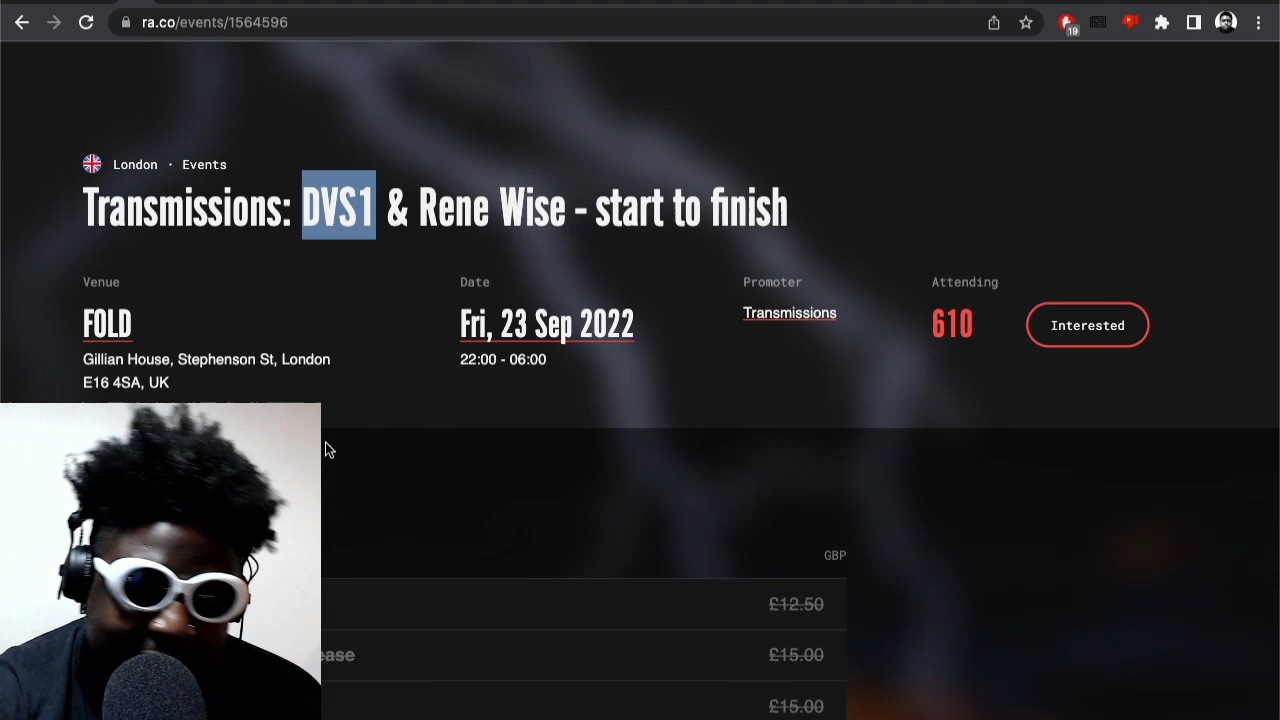 ra.co/events/1564596
19
London · Events
Transmissions: DVS1 & Rene Wise - start to finish
Venue
Date
Promoter
Attending
FOLD
Fri, 23 Sep 2022
Transmissions
610
Interested
Gillian House, Stephenson St, London
22:00 - 06:00
E16 4SA, UK
GBP
£12.50
ease
£15.00
£15.00